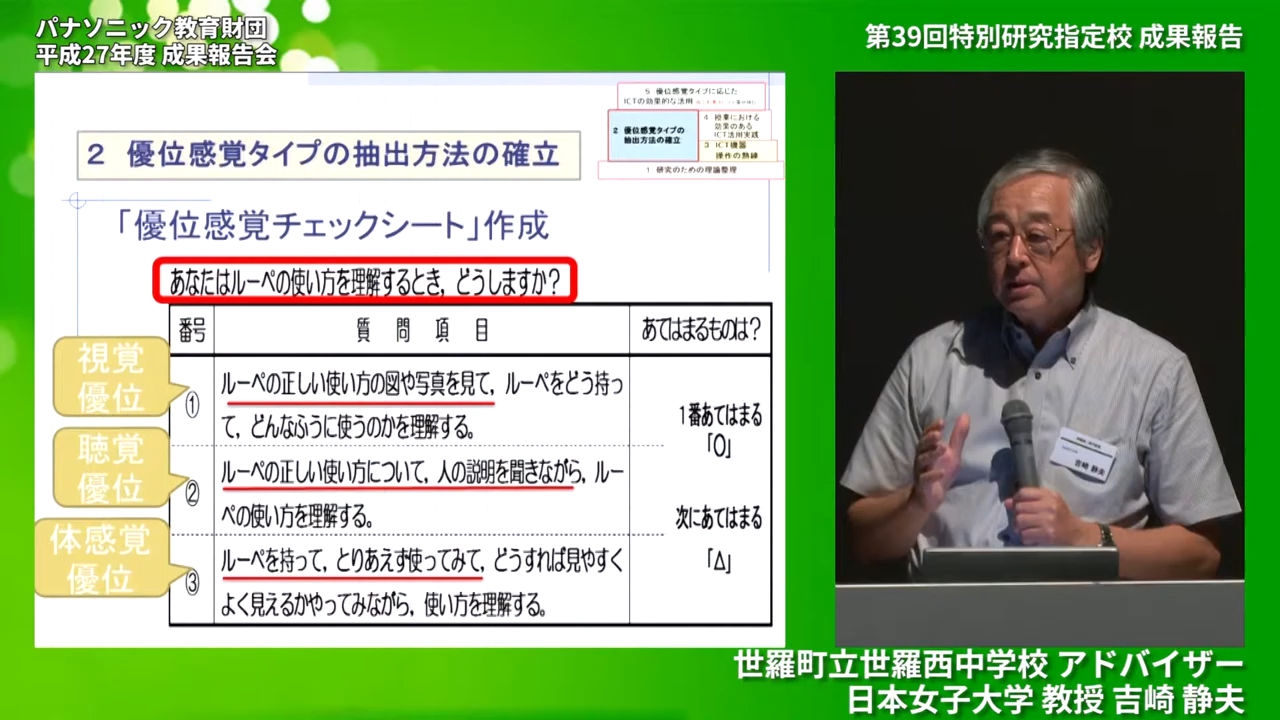 パナソニック教育財団
平成27年度 成果報告会
第39回特別研究指定校 成果報告
5 優位感覚タイプに応じた
ICTの効果的な活用
2 優位感覚タイプの
抽出方法の確立
4 授業における
効果のある
ICT活用実践
3 ICT機器
操作の熟練
1 研究のための理論整理
2 優位感覚タイプの抽出方法の確立
「優位感覚チェックシート」作成
あなたはルーペの使い方を理解するとき，どうしますか？
番号 質問項目 あてはまるものは？
視覚
優位
① ルーペの正しい使い方の図や写真を見て，ルーペをどう持っ
て，どんなふうに使うのかを理解する。
1番あてはまる
「○」
聴覚
優位
② ルーペの正しい使い方について，人の説明を聞きながら，ルー
ペの使い方を理解する。
次にあてはまる
「△」
体感覚
優位
③ ルーペを持って，とりあえず使ってみて，どうすれば見やすく
よく見えるかやってみながら，使い方を理解する。
吉崎 静夫
世羅町立世羅西中学校 アドバイザー
日本女子大学 教授 吉崎 静夫